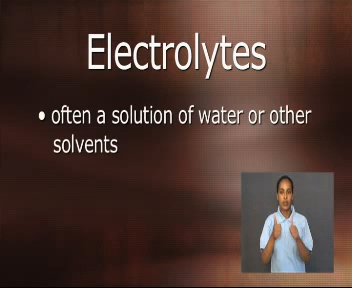 Electrolytes
• often a solution of water or other
solvents